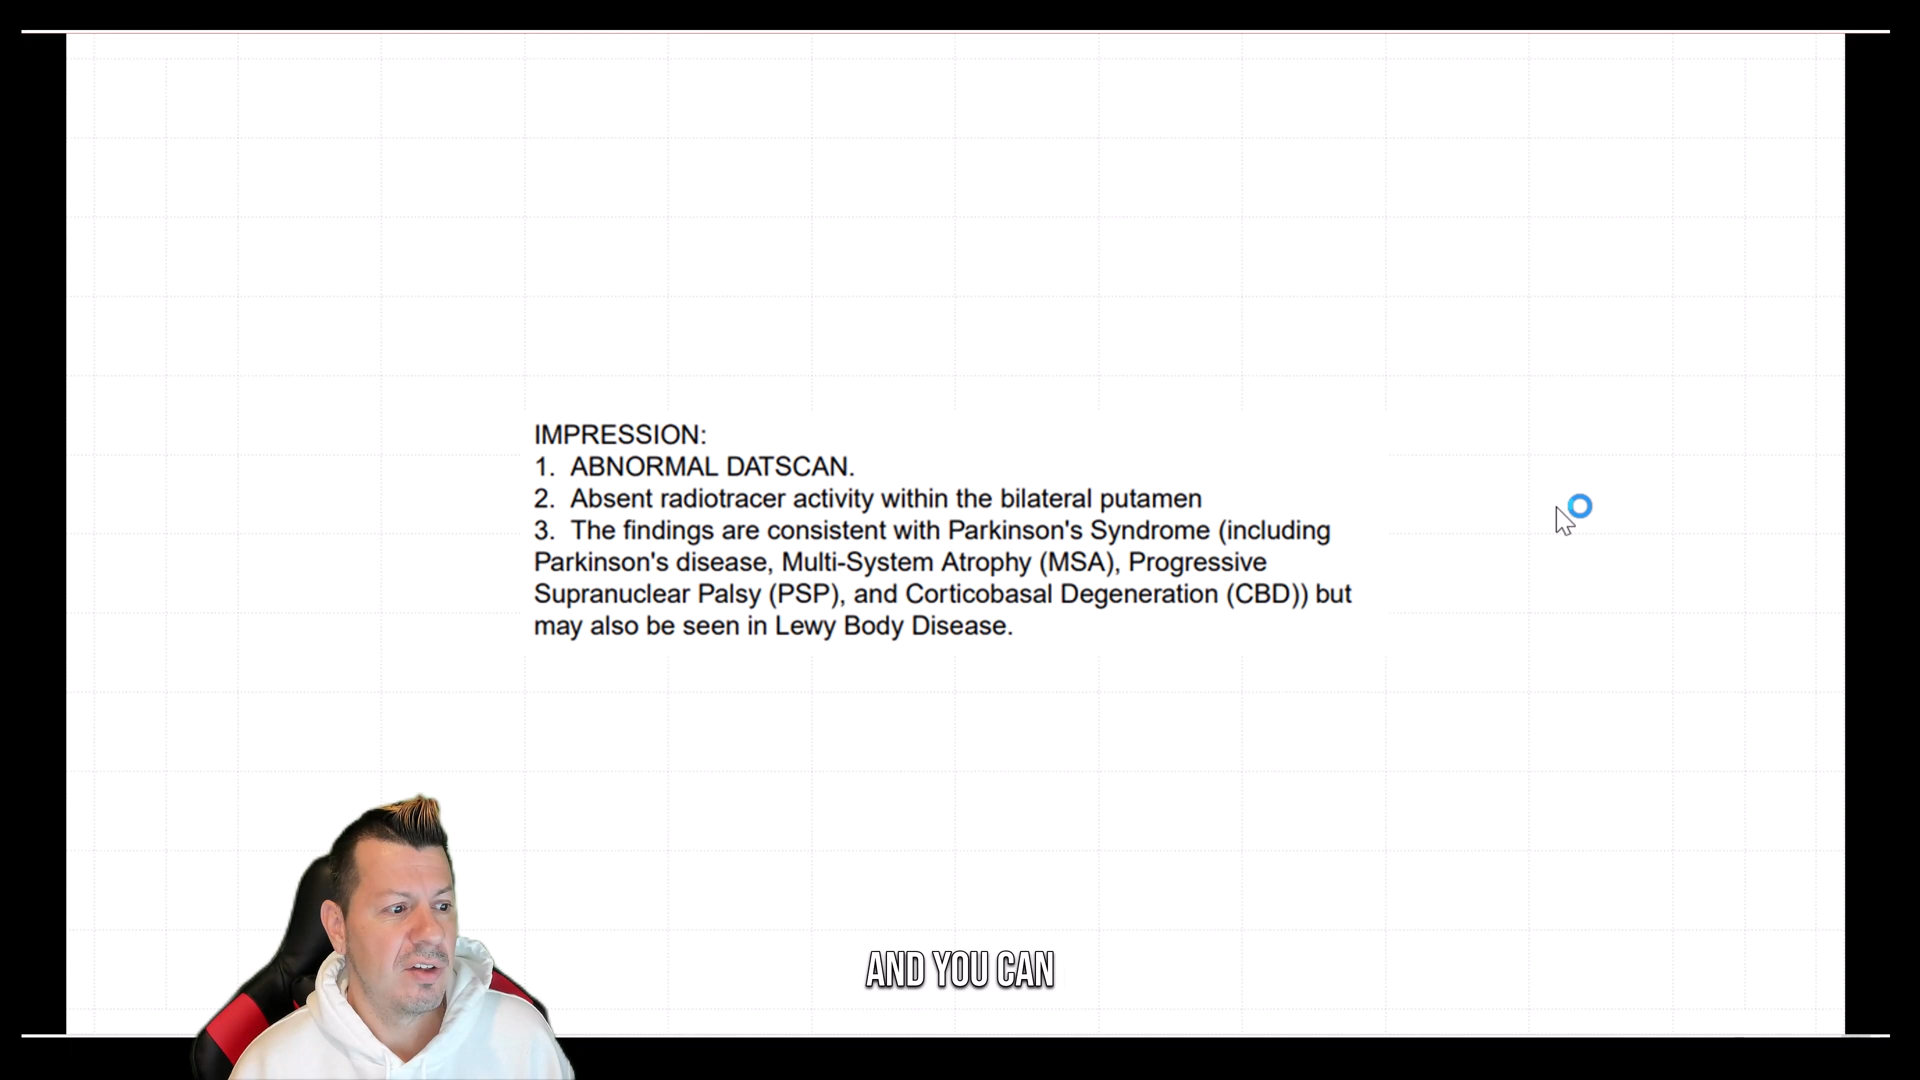 IMPRESSION:
1. ABNORMAL DATSCAN.
2. Absent radiotracer activity within the bilateral putamen
3. The findings are consistent with Parkinson's Syndrome (including
Parkinson's disease, Multi-System Atrophy (MSA), Progressive
Supranuclear Palsy (PSP), and Corticobasal Degeneration (CBD)) but
may also be seen in Lewy Body Disease.
AND YOU CAN